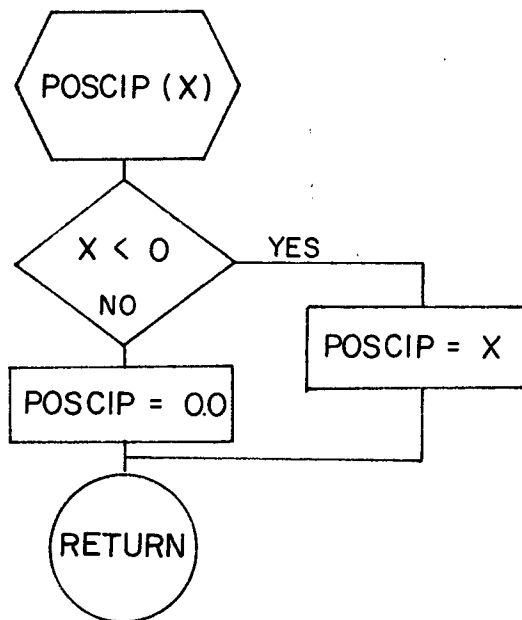 POSCIP (X)
X < 0
YES
NO
POSCIP = X
POSCIP = 0.0
RETURN